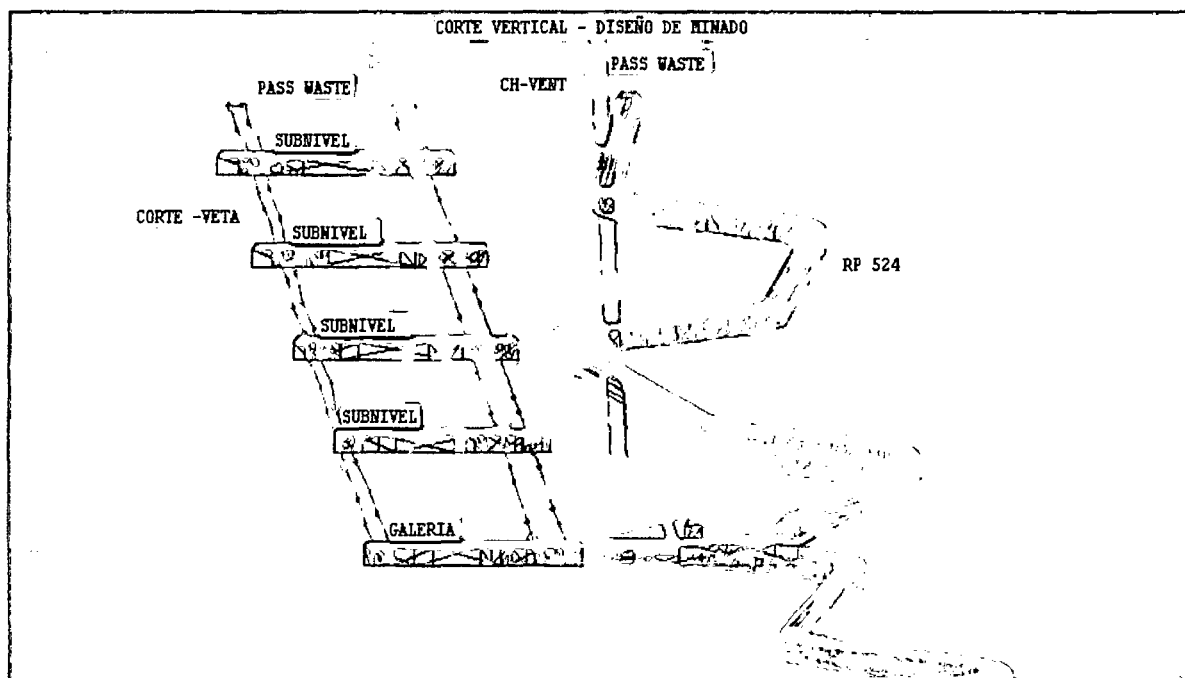 CORTE VERTICAL - DISEÑO DE MINADO
PASS WASTE
CH-VENT
PASS WASTE
SUBNIVEL
CORTE -VETA
SUBNIVEL
RP 524
SUBNIVEL
SUBNIVEL
GALERIA